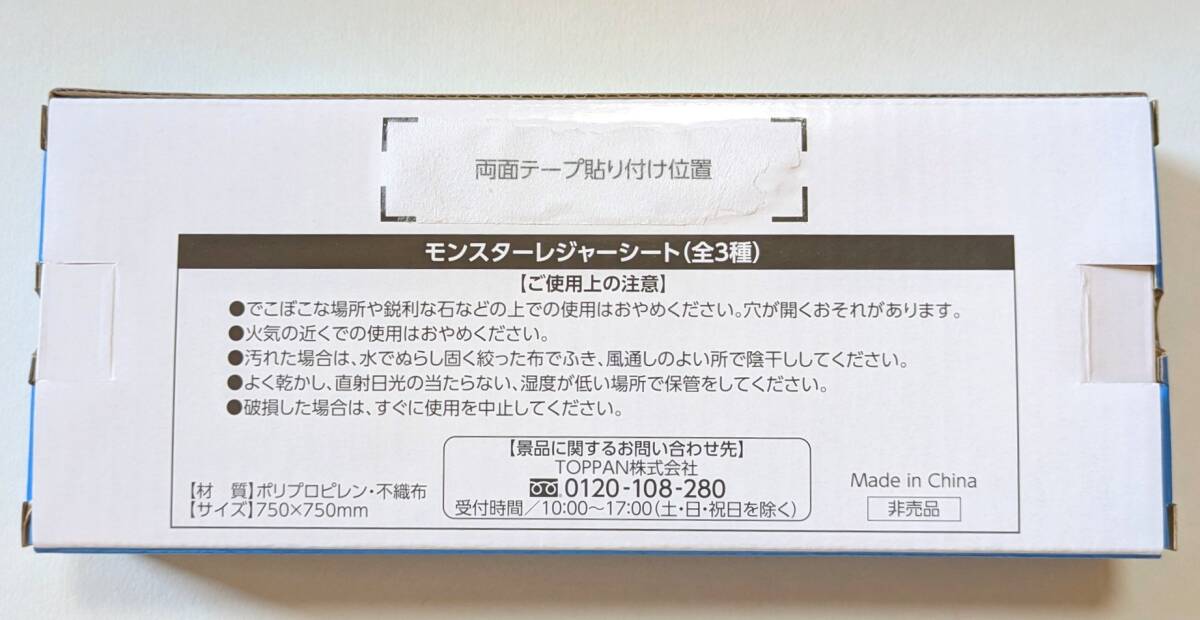 両面テープ貼り付け位置
モンスターレジャーシート(全3種)
【ご使用上の注意】
●でこぼこな場所や鋭利な石などの上での使用はおやめください。穴が開くおそれがあります。
●火気の近くでの使用はおやめください。
●汚れた場合は、水でぬらし固く絞った布でふき、風通しのよい所で陰干ししてください。
●よく乾かし、直射日光の当たらない、湿度が低い場所で保管をしてください。
●破損した場合は、すぐに使用を中止してください。
【材　質】ポリプロピレン・不織布
【サイズ】750×750mm
【景品に関するお問い合わせ先】
TOPPAN株式会社
0120-108-280
受付時間/10:00〜17:00(土・日・祝日を除く)
Made in China
非売品